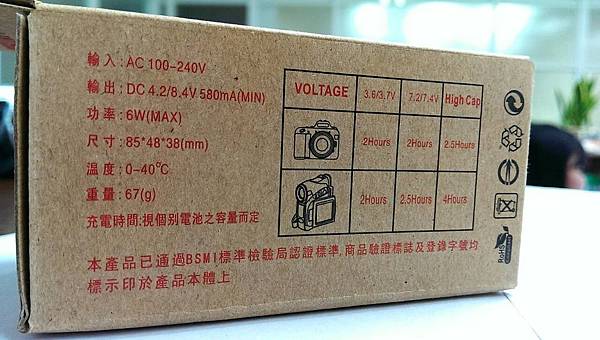 輸入:AC 100-240V
輸出:DC 4.2/8.4V 580mA(MIN)
功率:6W(MAX)
尺寸:85*48*38(mm)
溫度:0-40℃
重量:67(g)
充電時間:視個別電池之容量而定
VOLTAGE 3.6/3.7V 7.2/7.4V High Cap
2Hours 2Hours 2.5Hours
2Hours 2.5Hours 4Hours
本產品已通過BSMI標準檢驗局認證標準,商品驗證標誌及登錄字號均
標示印於產品本體上
RoHS